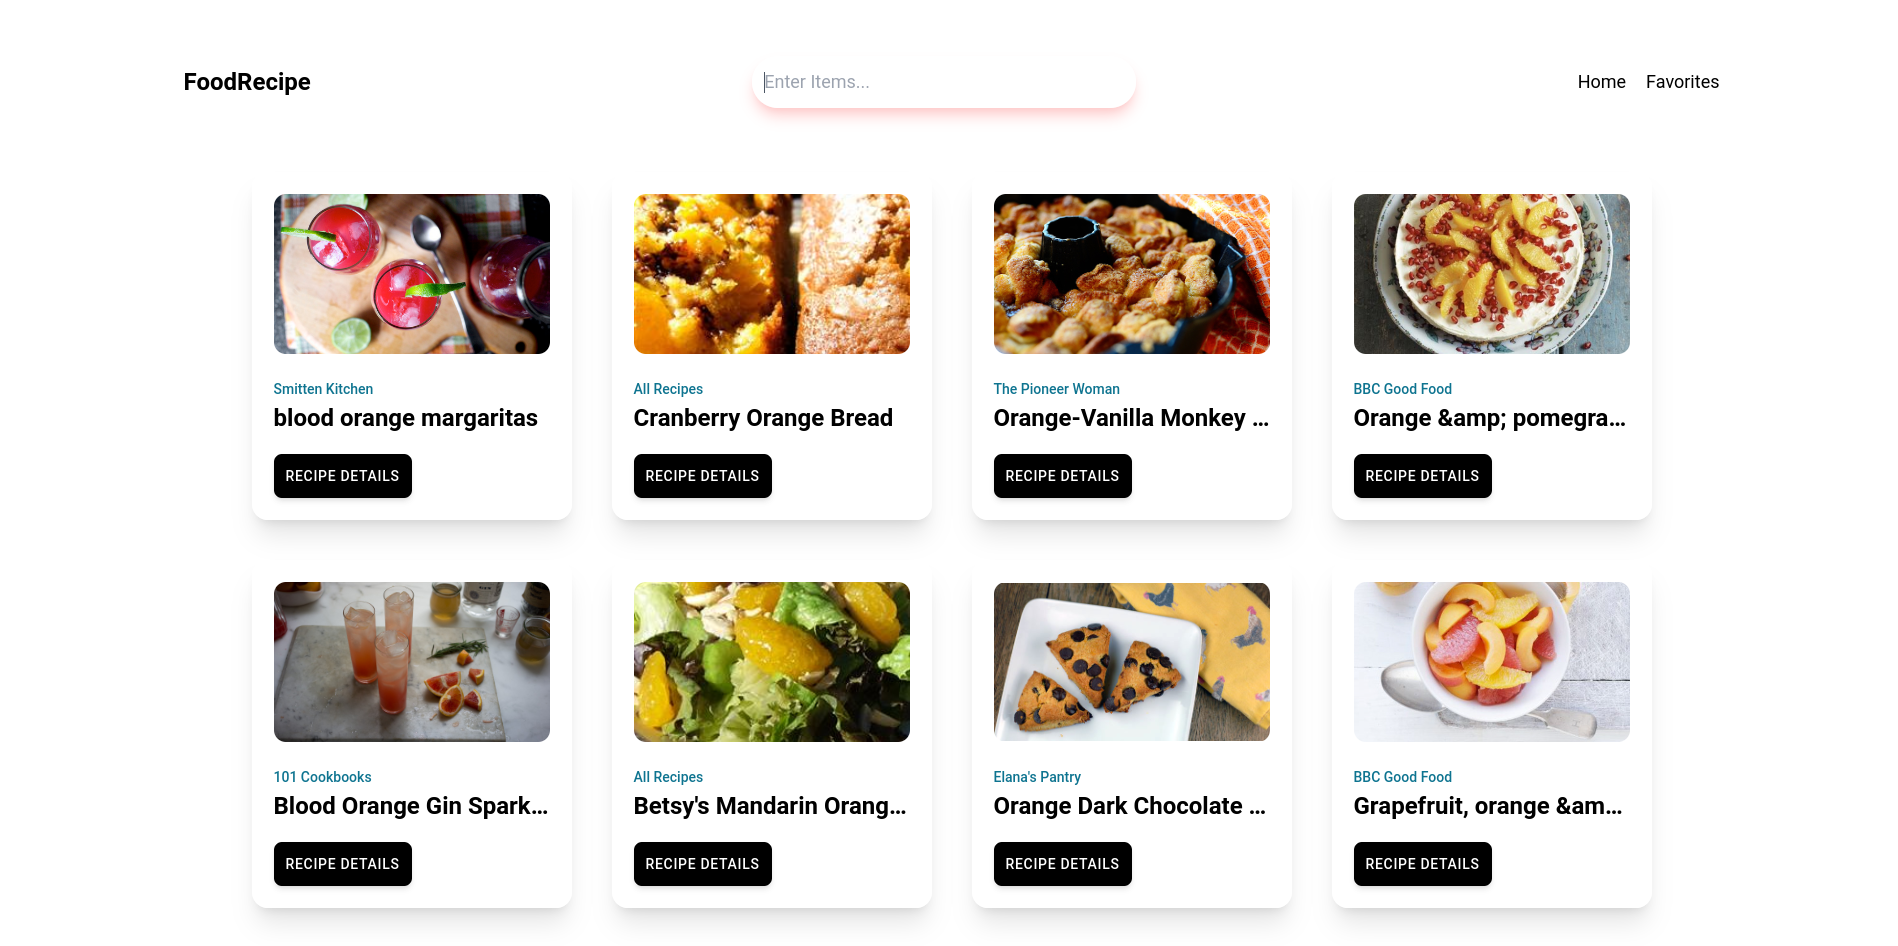 FoodRecipe
Enter Items...
Home
Favorites
Smitten Kitchen
blood orange margaritas
RECIPE DETAILS
All Recipes
Cranberry Orange Bread
RECIPE DETAILS
The Pioneer Woman
Orange-Vanilla Monkey ...
RECIPE DETAILS
BBC Good Food
Orange &amp; pomegra...
RECIPE DETAILS
101 Cookbooks
Blood Orange Gin Spark...
RECIPE DETAILS
All Recipes
Betsy's Mandarin Orang...
RECIPE DETAILS
Elana's Pantry
Orange Dark Chocolate ...
RECIPE DETAILS
BBC Good Food
Grapefruit, orange &am...
RECIPE DETAILS